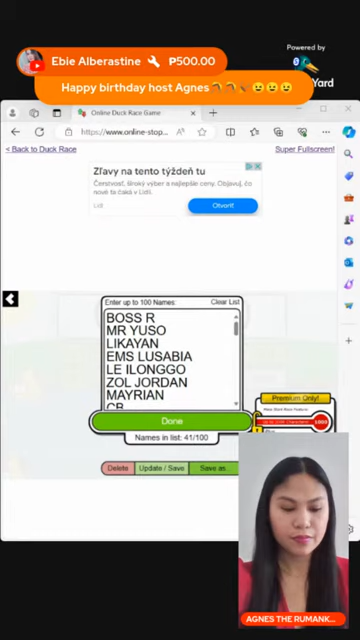 Ebie Alberastine ₱500.00
Happy birthday host Agnes
Powered by
Yard
Online Duck Race Game
https://www.online-stop...
< Back to Duck Race
Super Fullscreen!
Zľavy na tento týždeň tu
Čerstvosť, široký výber a najlepšie ceny. Objavuj, čo
nové ťa čaká v Lidli.
Lidl
Otvoriť
Enter up to 100 Names:
Clear List
BOSS R
MR YUSO
LIKAYAN
EMS LUSABIA
LE ILONGGO
ZOL JORDAN
MAYRIAN
CB
Done
Names in list: 41/100
Delete
Update / Save
Save as..
Premium Only!
1000
AGNES THE RUMANK...